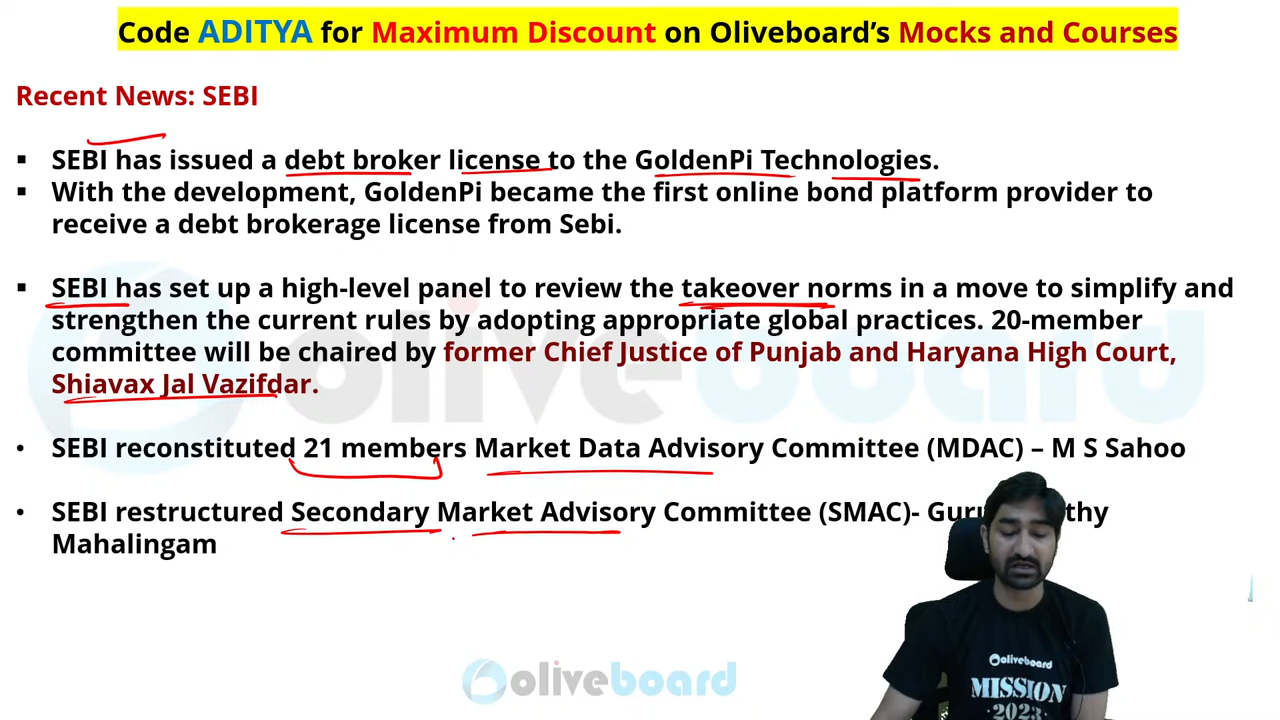 Code ADITYA for Maximum Discount on Oliveboard's Mocks and Courses
Recent News: SEBI
▪ SEBI has issued a debt broker license to the GoldenPi Technologies.
▪ With the development, GoldenPi became the first online bond platform provider to
receive a debt brokerage license from Sebi.
▪ SEBI has set up a high-level panel to review the takeover norms in a move to simplify and
strengthen the current rules by adopting appropriate global practices. 20-member
committee will be chaired by former Chief Justice of Punjab and Haryana High Court,
Shiavax Jal Vazifdar.
• SEBI reconstituted 21 members Market Data Advisory Committee (MDAC) – M S Sahoo
• SEBI restructured Secondary Market Advisory Committee (SMAC)-
Mahalingam
oliveboard
oliveboard
oliveboard
MISSION
2023